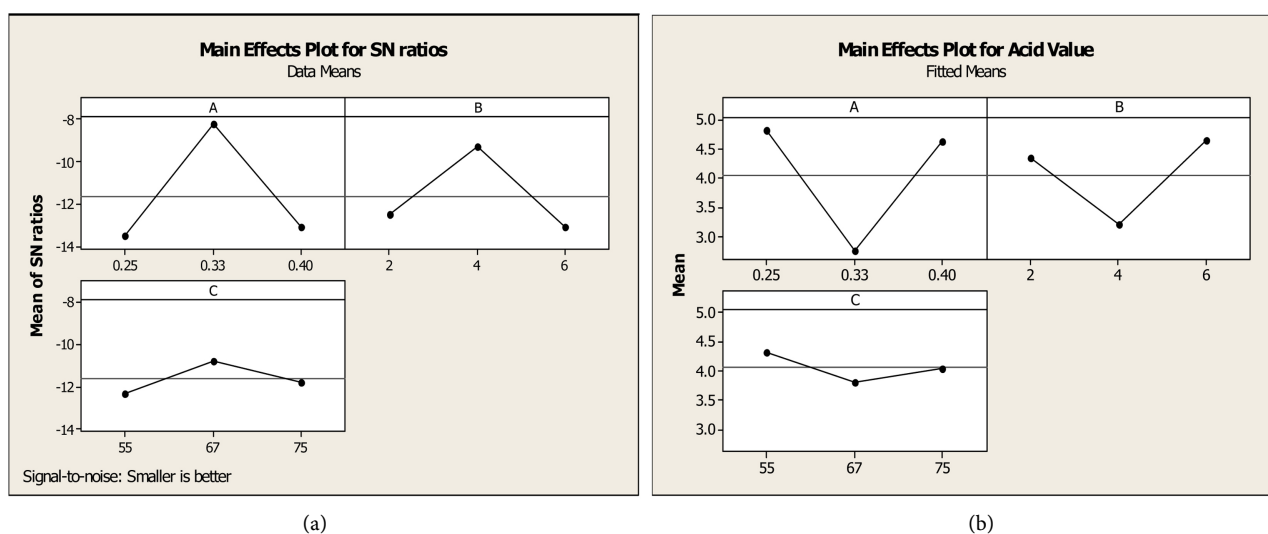 Main Effects Plot for SN ratios
Data Means
A B
-8
-10
-12
-14
0.25 0.33 0.40 2 4 6
C
-8
-10
-12
-14
55 67 75
Mean of SN ratios
Signal-to-noise: Smaller is better
(a)
Main Effects Plot for Acid Value
Fitted Means
A B
5.0
4.5
4.0
3.5
3.0
0.25 0.33 0.40 2 4 6
C
5.0
4.5
4.0
3.5
3.0
55 67 75
Mean
(b)